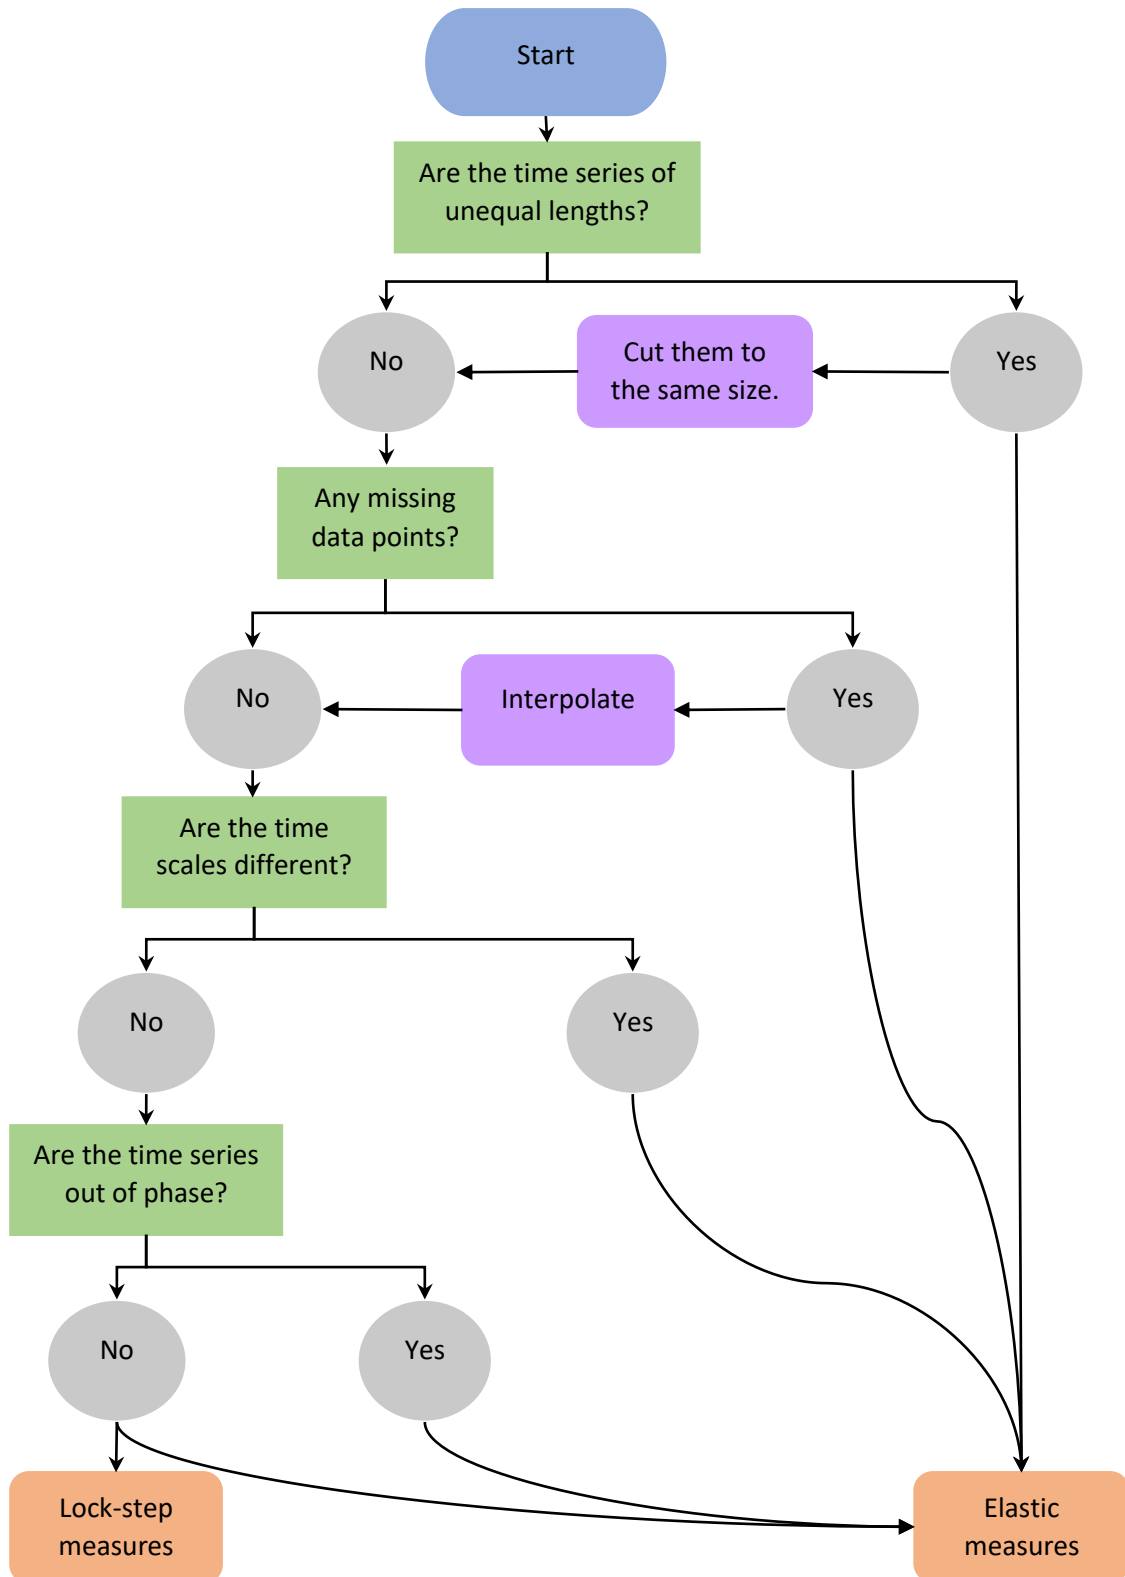 Start
Are the time series of
unequal lengths?
No
Cut them to
the same size.
Yes
Any missing
data points?
No
Interpolate
Yes
Are the time
scales different?
No
Yes
Are the time series
out of phase?
No
Yes
Lock-step
measures
Elastic
measures